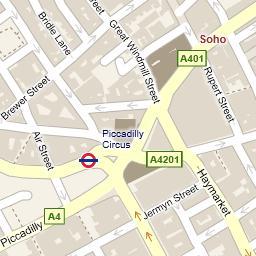 Bridle Lane
Great Windmill Street
Soho
A401
Brewer Street
Rupert Street
Air Street
Piccadilly
Circus
A4201
Haymarket
Jermyn Street
A4
Piccadilly